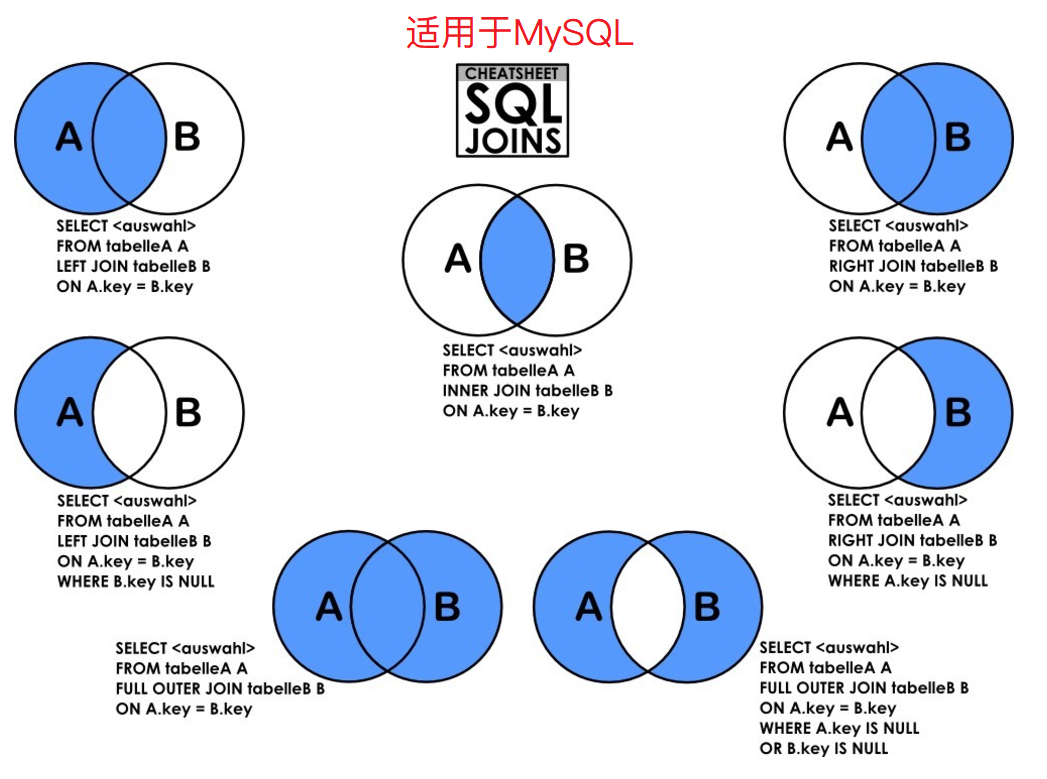 适用于MySQL
CHEATSHEET
SQL
JOINS
A B
SELECT <auswahl>
FROM tabelleA A
LEFT JOIN tabelleB B
ON A.key = B.key
A B
SELECT <auswahl>
FROM tabelleA A
INNER JOIN tabelleB B
ON A.key = B.key
A B
SELECT <auswahl>
FROM tabelleA A
RIGHT JOIN tabelleB B
ON A.key = B.key
A B
SELECT <auswahl>
FROM tabelleA A
LEFT JOIN tabelleB B
ON A.key = B.key
WHERE B.key IS NULL
A B
SELECT <auswahl>
FROM tabelleA A
RIGHT JOIN tabelleB B
ON A.key = B.key
WHERE A.key IS NULL
A B
SELECT <auswahl>
FROM tabelleA A
FULL OUTER JOIN tabelleB B
ON A.key = B.key
A B
SELECT <auswahl>
FROM tabelleA A
FULL OUTER JOIN tabelleB B
ON A.key = B.key
WHERE A.key IS NULL
OR B.key IS NULL